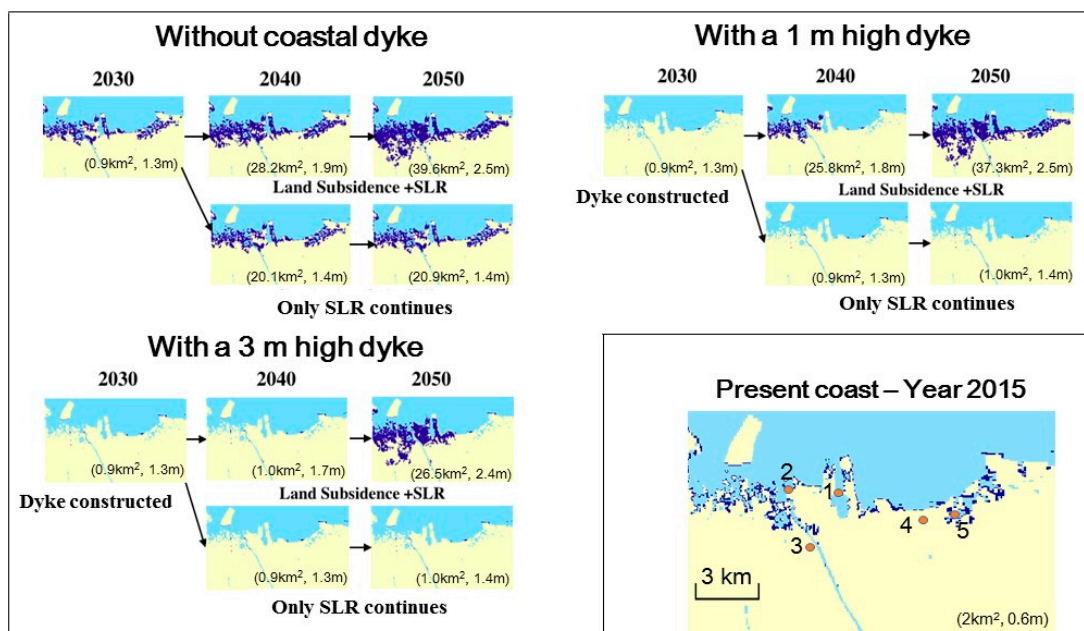 Without coastal dyke
2030
2040
2050
(0.9km², 1.3m)
(28.2km², 1.9m)
(39.6km², 2.5m)
Land Subsidence +SLR
(20.1km², 1.4m)
(20.9km², 1.4m)
Only SLR continues
With a 1 m high dyke
2030
2040
2050
(0.9km², 1.3m)
(25.8km², 1.8m)
(37.3km², 2.5m)
Dyke constructed
Land Subsidence +SLR
(0.9km², 1.3m)
(1.0km², 1.4m)
Only SLR continues
With a 3 m high dyke
2030
2040
2050
(0.9km², 1.3m)
(1.0km², 1.7m)
(26.5km², 2.4m)
Dyke constructed
Land Subsidence +SLR
(0.9km², 1.3m)
(1.0km², 1.4m)
Only SLR continues
Present coast – Year 2015
2
1
4
5
3
3 km
(2km², 0.6m)